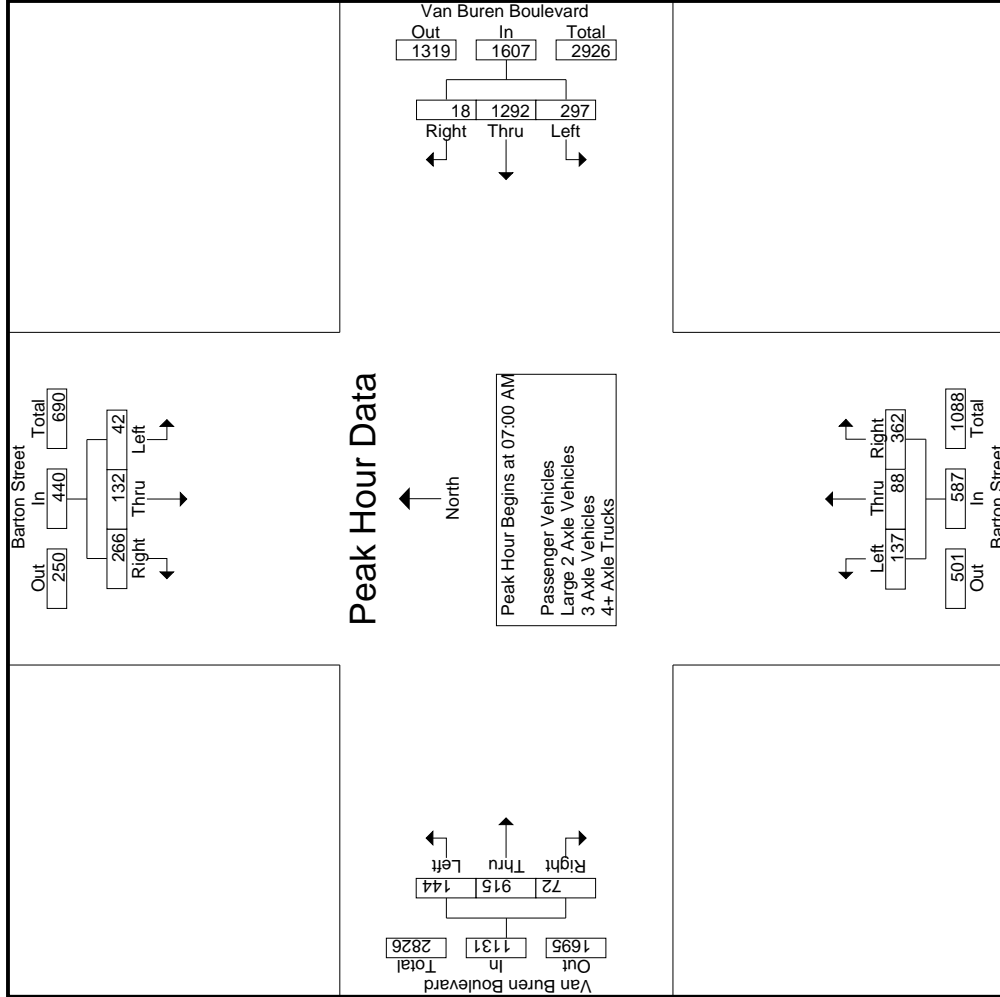 Van Buren Boulevard
Out In Total
1319 1607 2926
18 1292 297
Right Thru Left
Barton Street
Out In Total
250 440 690
266 132 42
Right Thru Left
Peak Hour Data
North
Peak Hour Begins at 07:00 AM
Passenger Vehicles
Large 2 Axle Vehicles
3 Axle Vehicles
4+ Axle Trucks
Left Thru Right
137 88 362
501 587 1088
Out In Total
Barton Street
Left Thru Right
144 915 72
2826 1131 1695
Total In Out
Van Buren Boulevard